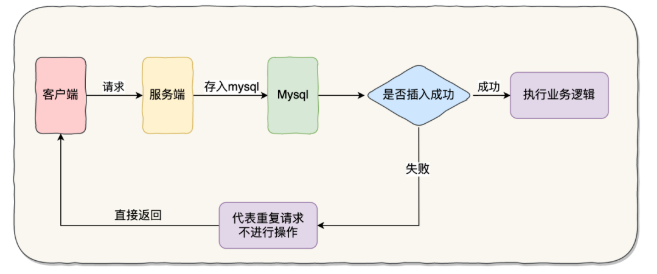 客户端
请求
服务端
存入mysql
Mysql
是否插入成功
成功
执行业务逻辑
失败
代表重复请求
不进行操作
直接返回